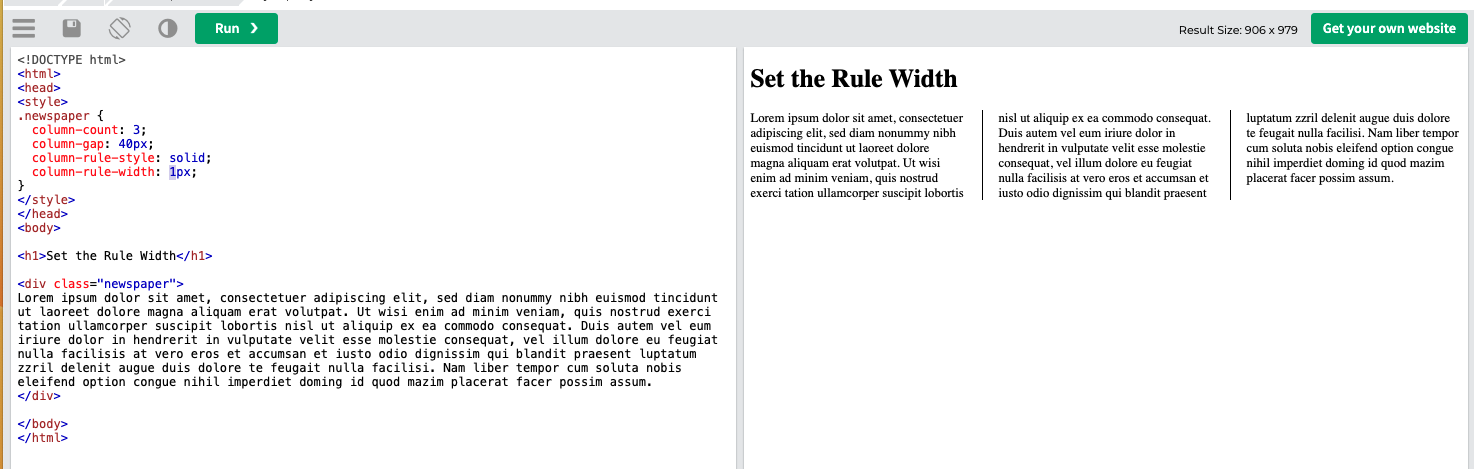 Run ❯
Result Size: 906 x 979
Get your own website
<!DOCTYPE html>
<html>
<head>
<style>
.newspaper {
  column-count: 3;
  column-gap: 40px;
  column-rule-style: solid;
  column-rule-width: 1px;
}
</style>
</head>
<body>

<h1>Set the Rule Width</h1>

<div class="newspaper">
Lorem ipsum dolor sit amet, consectetuer adipiscing elit, sed diam nonummy nibh euismod tincidunt
ut laoreet dolore magna aliquam erat volutpat. Ut wisi enim ad minim veniam, quis nostrud exerci
tation ullamcorper suscipit lobortis nisl ut aliquip ex ea commodo consequat. Duis autem vel eum
iriure dolor in hendrerit in vulputate velit esse molestie consequat, vel illum dolore eu feugiat
nulla facilisis at vero eros et accumsan et iusto odio dignissim qui blandit praesent luptatum
zzril delenit augue duis dolore te feugait nulla facilisi. Nam liber tempor cum soluta nobis
eleifend option congue nihil imperdiet doming id quod mazim placerat facer possim assum.
</div>

</body>
</html>
Set the Rule Width
Lorem ipsum dolor sit amet, consectetuer
adipiscing elit, sed diam nonummy nibh
euismod tincidunt ut laoreet dolore
magna aliquam erat volutpat. Ut wisi
enim ad minim veniam, quis nostrud
exerci tation ullamcorper suscipit lobortis
nisl ut aliquip ex ea commodo consequat.
Duis autem vel eum iriure dolor in
hendrerit in vulputate velit esse molestie
consequat, vel illum dolore eu feugiat
nulla facilisis at vero eros et accumsan et
iusto odio dignissim qui blandit praesent
luptatum zzril delenit augue duis dolore
te feugait nulla facilisi. Nam liber tempor
cum soluta nobis eleifend option congue
nihil imperdiet doming id quod mazim
placerat facer possim assum.